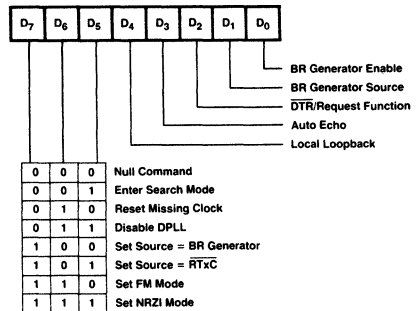 D7 D6 D5 D4 D3 D2 D1 D0
BR Generator Enable
BR Generator Source
DTR/Request Function
Auto Echo
Local Loopback
0 0 0 Null Command
0 0 1 Enter Search Mode
0 1 0 Reset Missing Clock
0 1 1 Disable DPLL
1 0 0 Set Source = BR Generator
1 0 1 Set Source = RTxC
1 1 0 Set FM Mode
1 1 1 Set NRZI Mode